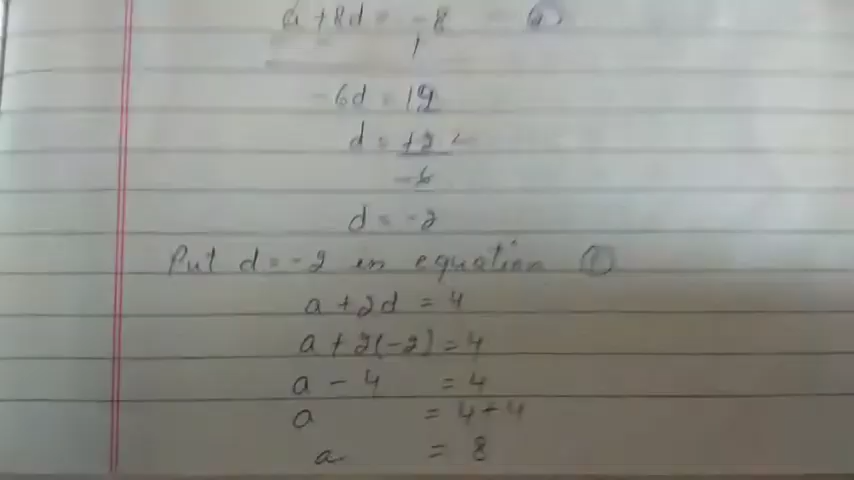 a + 8d = -8
-6d = 12
d = 12
-6
d = -2
Put d = -2 in equation ①
a + 2d = 4
a + 2(-2) = 4
a - 4 = 4
a = 4 + 4
a = 8